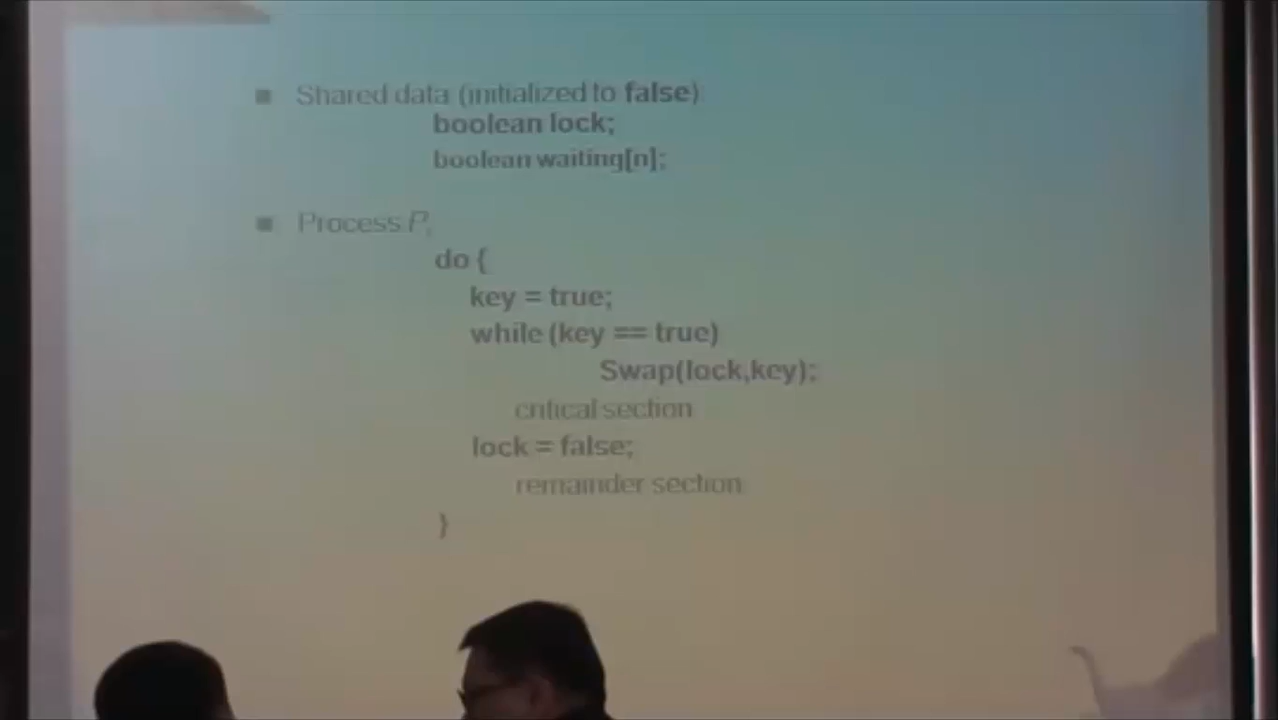 Shared data (initialized to false)
boolean lock;
boolean waiting[n];
Process Pi
do {
key = true;
while (key == true)
Swap(lock,key);
critical section
lock = false;
remainder section
}